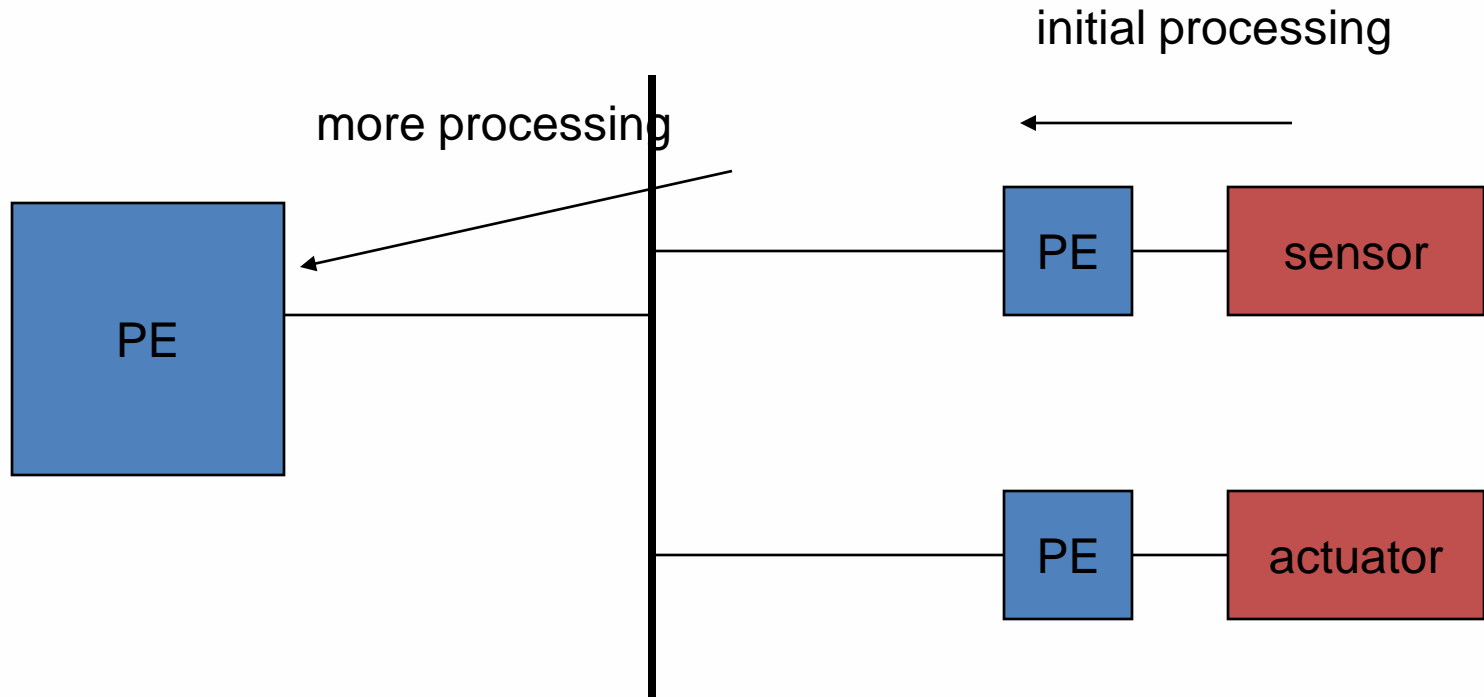 initial processing
more processing
PE
sensor
PE
PE
actuator